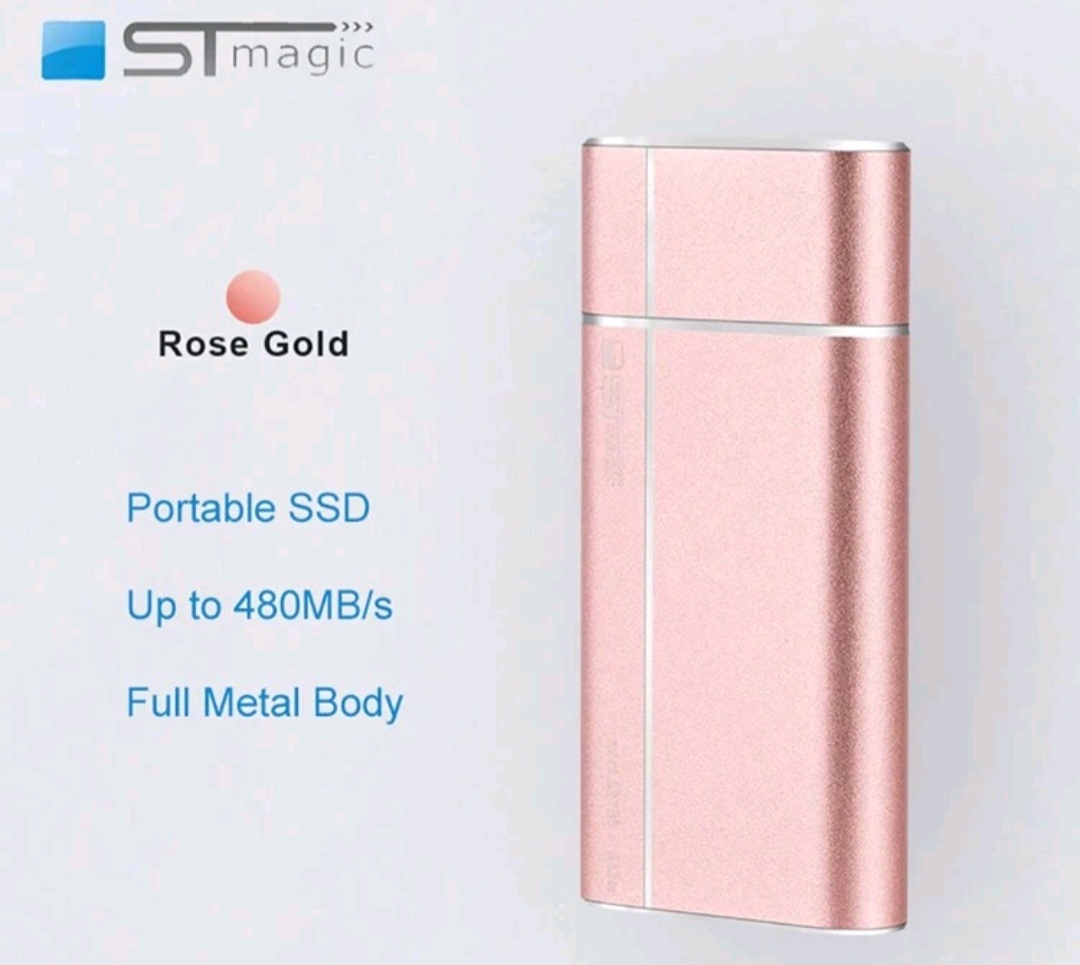 STmagic
Rose Gold
Portable SSD
Up to 480MB/s
Full Metal Body